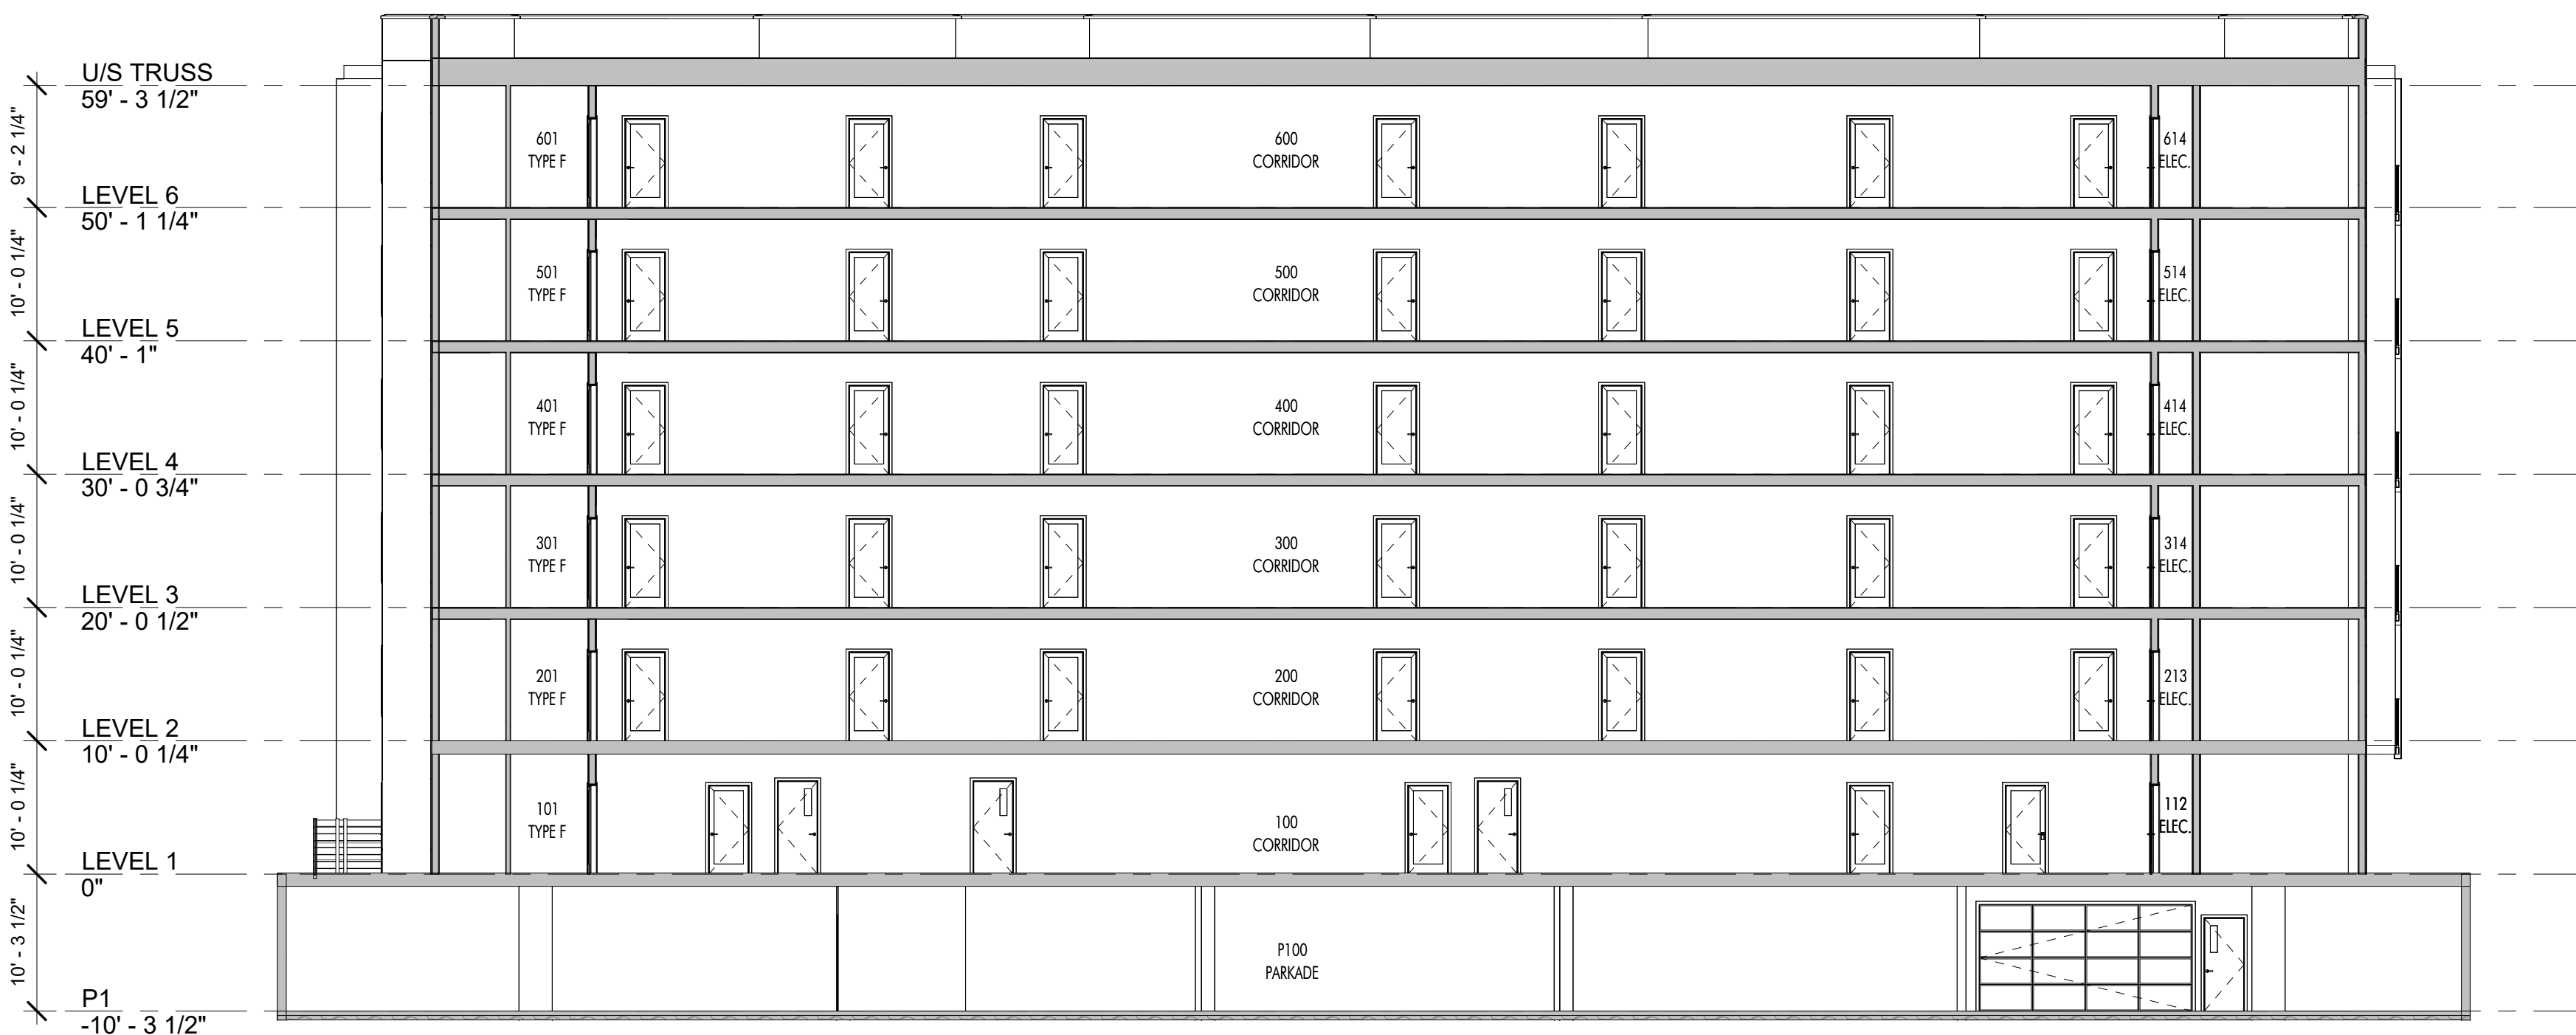 U/S TRUSS
59' - 3 1/2"
9' - 2 1/4"
601
TYPE F
600
CORRIDOR
614
ELEC.
LEVEL 6
50' - 1 1/4"
10' - 0 1/4"
501
TYPE F
500
CORRIDOR
514
ELEC.
LEVEL 5
40' - 1"
10' - 0 1/4"
401
TYPE F
400
CORRIDOR
414
ELEC.
LEVEL 4
30' - 0 3/4"
10' - 0 1/4"
301
TYPE F
300
CORRIDOR
314
ELEC.
LEVEL 3
20' - 0 1/2"
10' - 0 1/4"
201
TYPE F
200
CORRIDOR
213
ELEC.
LEVEL 2
10' - 0 1/4"
10' - 0 1/4"
101
TYPE F
100
CORRIDOR
112
ELEC.
LEVEL 1
0"
10' - 3 1/2"
P100
PARKADE
P1
-10' - 3 1/2"